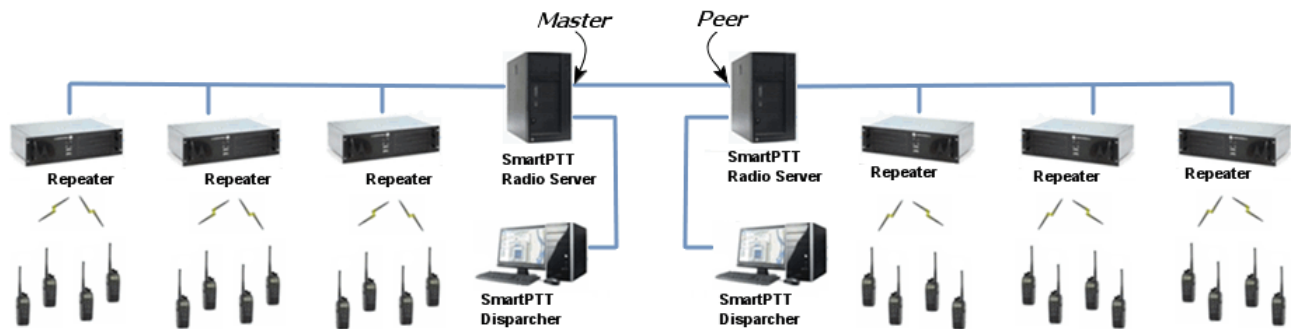 Master
Peer
Repeater
Repeater
Repeater
SmartPTT
Radio Server
SmartPTT
Radio Server
Repeater
Repeater
Repeater
SmartPTT
Disparcher
SmartPTT
Disparcher